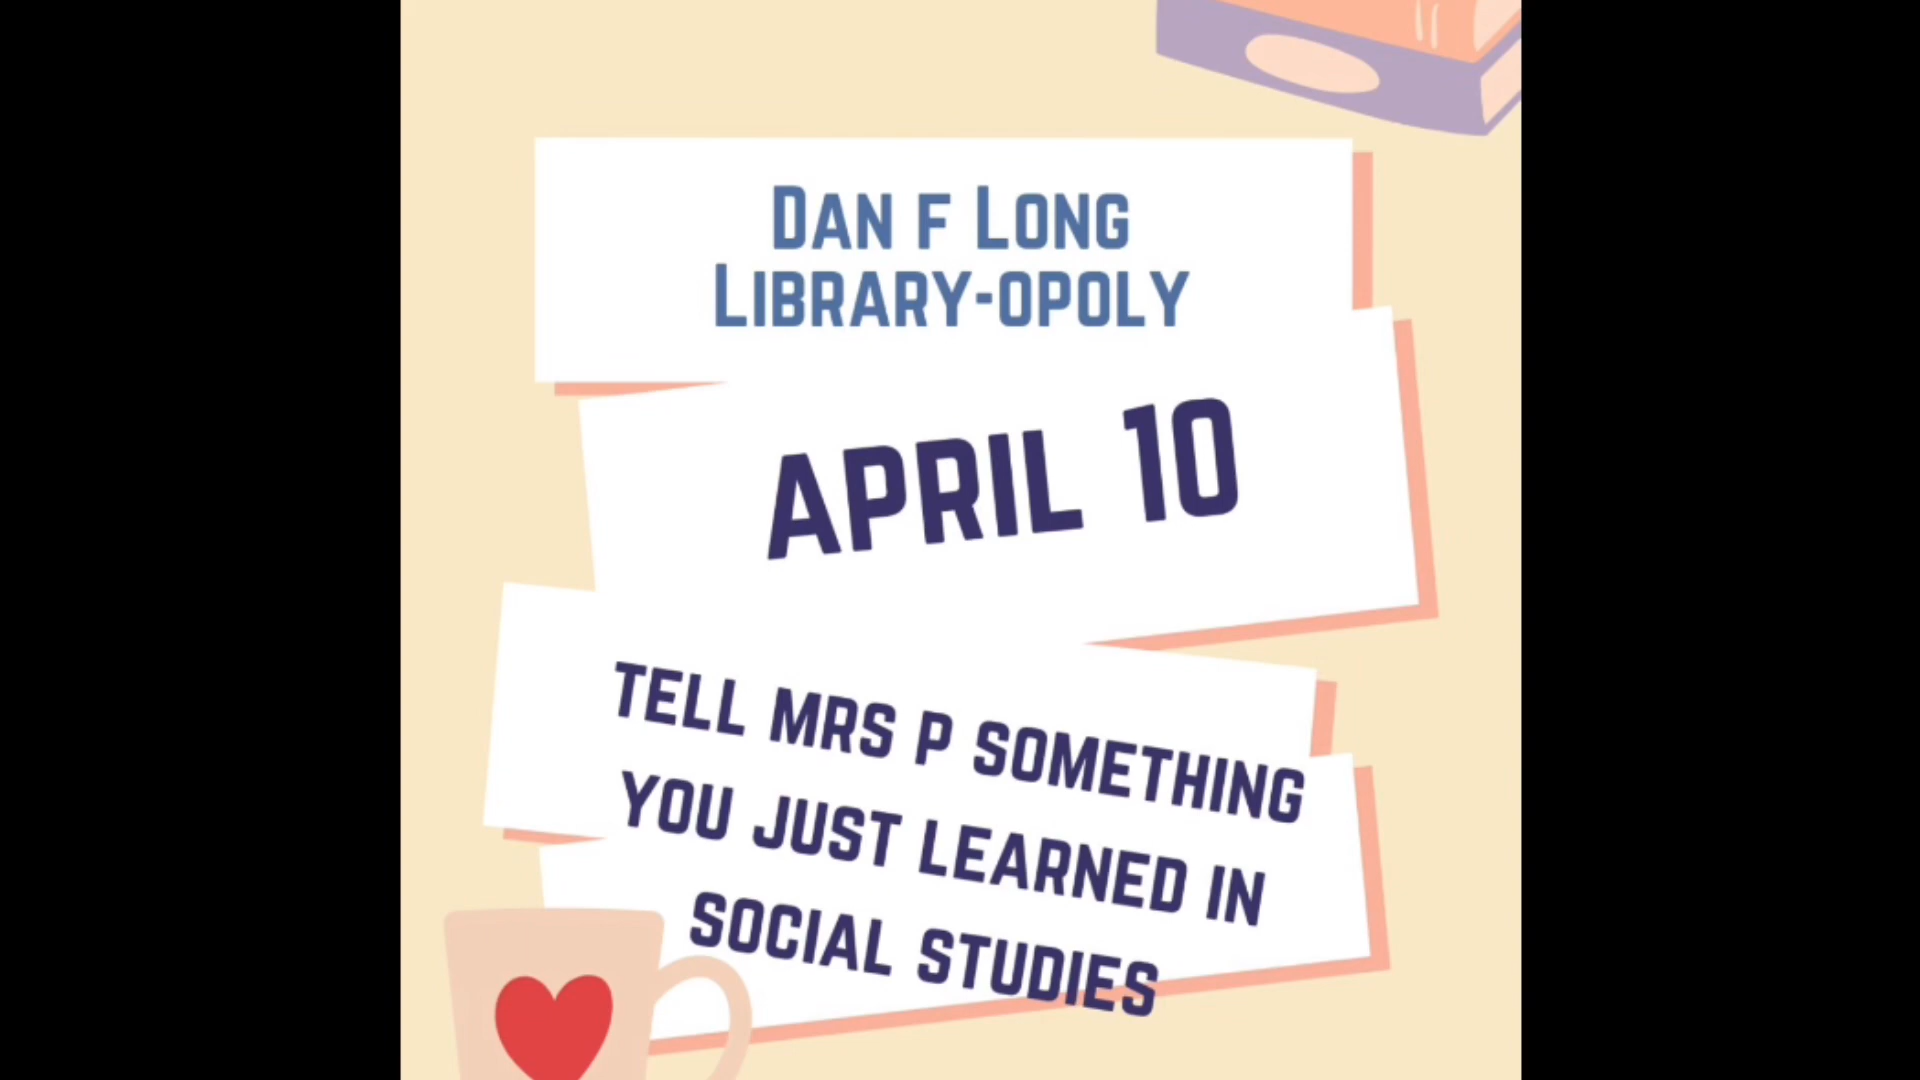 Dan F Long
Library-opoly
APRIL 10
TELL MRS P SOMETHING
YOU JUST LEARNED IN
SOCIAL STUDIES